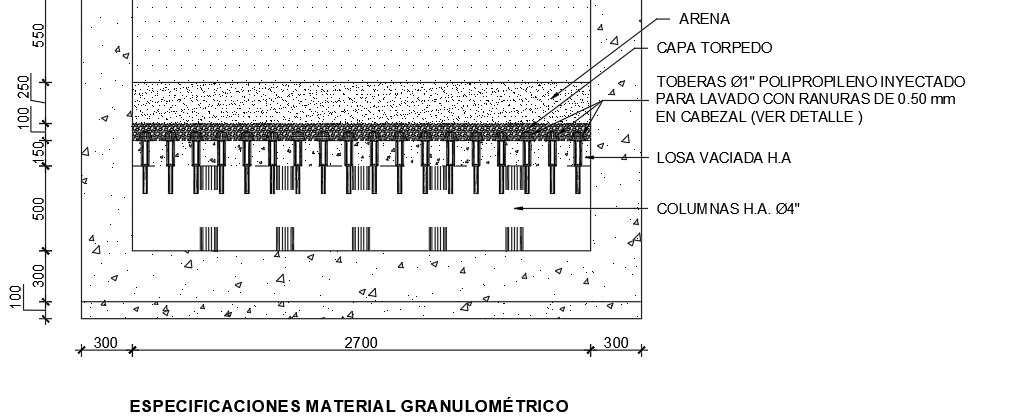 550
250
100
150
500
300
100
ARENA
CAPA TORPEDO
TOBERAS Ø1" POLIPROPILENO INYECTADO
PARA LAVADO CON RANURAS DE 0.50 mm
EN CABEZAL (VER DETALLE )
LOSA VACIADA H.A
COLUMNAS H.A. Ø4"
300
2700
300
ESPECIFICACIONES MATERIAL GRANULOMÉTRICO